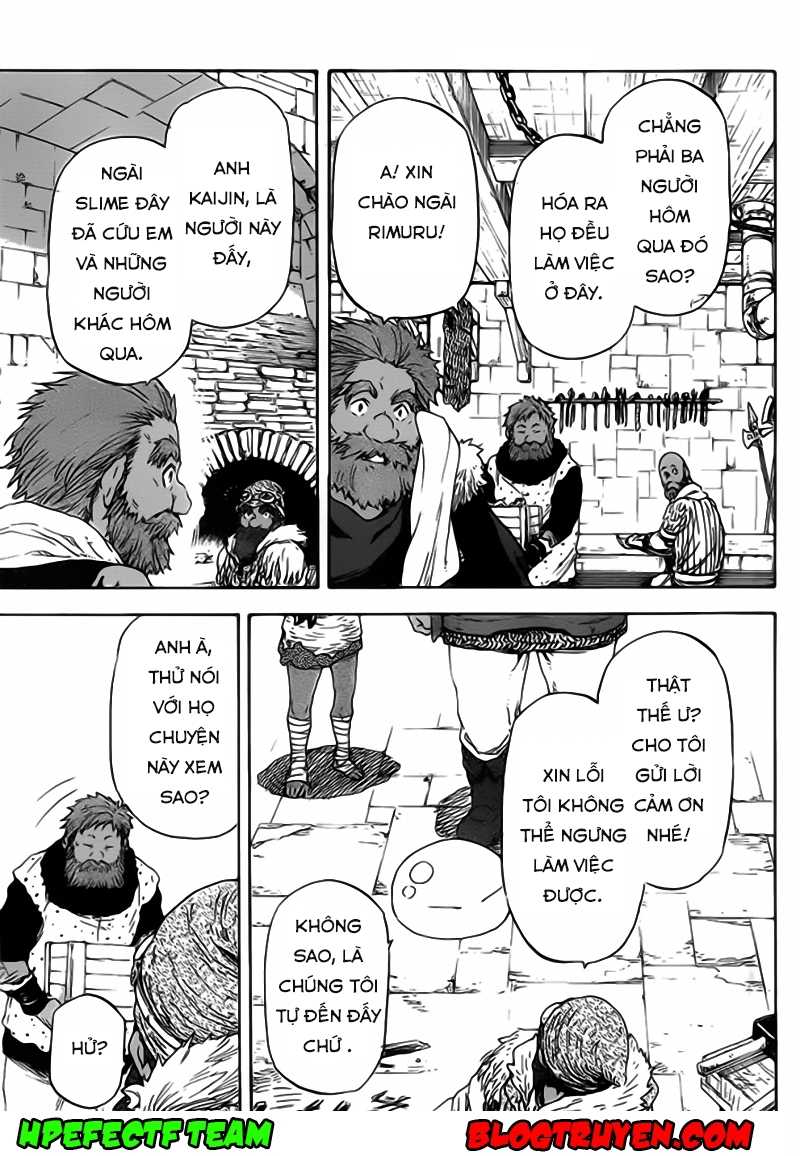 CHẲNG
PHẢI BA
NGƯỜI
HÔM
QUA ĐÓ
SAO?
HÓA RA
HỌ ĐỀU
LÀM VIỆC
Ở ĐÂY.
A! XIN
CHÀO NGÀI
RIMURU!
ANH
KAIJIN, LÀ
NGƯỜI NÀY
ĐẤY,
NGÀI
SLIME ĐÂY
ĐÃ CỨU EM
VÀ NHỮNG
NGƯỜI
KHÁC HÔM
QUA.
THẬT
THẾ Ư?
CHO TÔI
GỬI LỜI
CẢM ƠN
NHÉ!
XIN LỖI
TÔI KHÔNG
THỂ NGƯNG
LÀM VIỆC
ĐƯỢC.
KHÔNG
SAO, LÀ
CHÚNG TÔI
TỰ ĐẾN ĐẤY
CHỨ .
ANH À,
THỬ NÓI
VỚI HỌ
CHUYỆN
NÀY XEM
SAO?
HỬ?
HPEFECTF TEAM
BLOGTRUYEN.COM